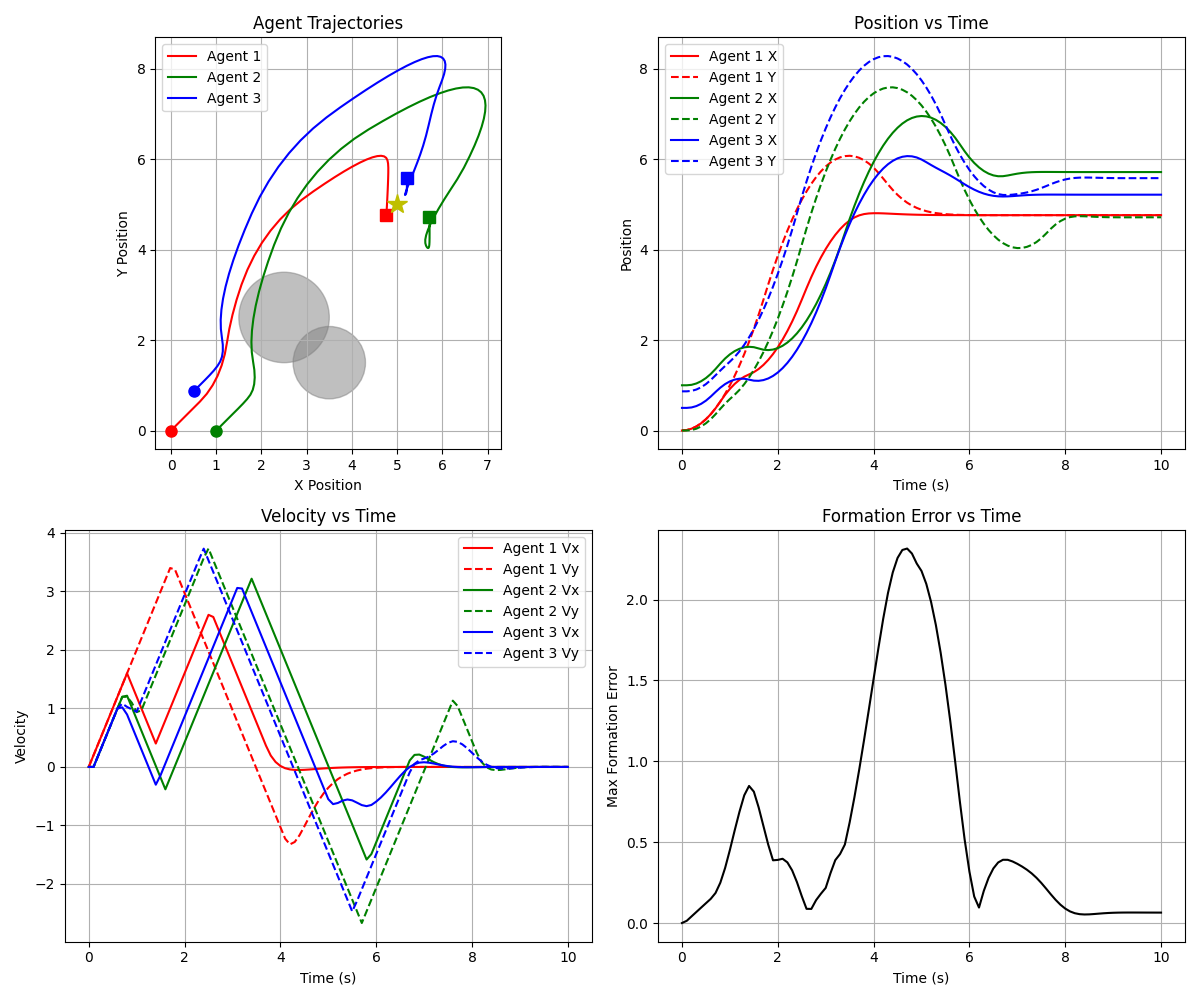 Agent Trajectories
Agent 1
Agent 2
Agent 3
Y Position
8
6
4
2
0
0 1 2 3 4 5 6 7
X Position
Position vs Time
Agent 1 X
Agent 1 Y
Agent 2 X
Agent 2 Y
Agent 3 X
Agent 3 Y
Position
8
6
4
2
0
0 2 4 6 8 10
Time (s)
Velocity vs Time
Agent 1 Vx
Agent 1 Vy
Agent 2 Vx
Agent 2 Vy
Agent 3 Vx
Agent 3 Vy
Velocity
4
3
2
1
0
−1
−2
0 2 4 6 8 10
Time (s)
Formation Error vs Time
Max Formation Error
2.0
1.5
1.0
0.5
0.0
0 2 4 6 8 10
Time (s)